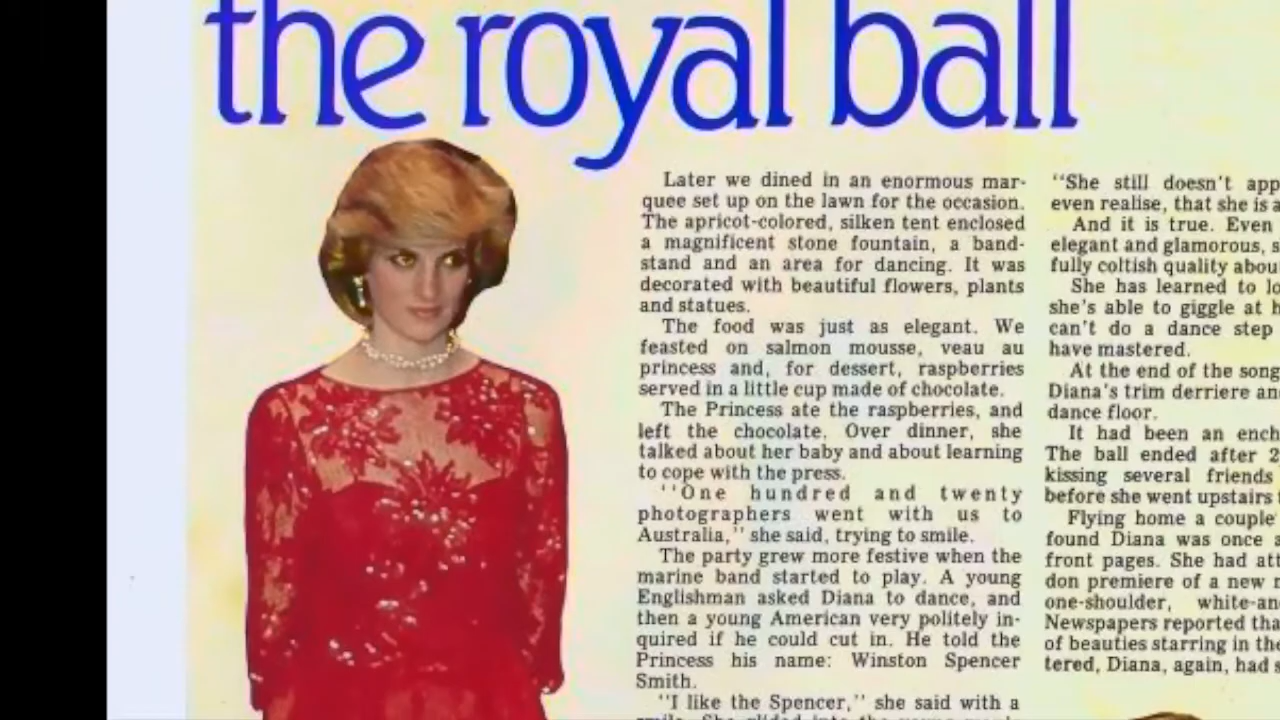 the royal ball
Later we dined in an enormous mar-
quee set up on the lawn for the occasion.
The apricot-colored, silken tent enclosed
a magnificent stone fountain, a band-
stand and an area for dancing. It was
decorated with beautiful flowers, plants
and statues.
The food was just as elegant. We
feasted on salmon mousse, veau au
princess and, for dessert, raspberries
served in a little cup made of chocolate.
The Princess ate the raspberries, and
left the chocolate. Over dinner, she
talked about her baby and about learning
to cope with the press.
''One hundred and twenty
photographers went with us to
Australia,'' she said, trying to smile.
The party grew more festive when the
marine band started to play. A young
Englishman asked Diana to dance, and
then a young American very politely in-
quired if he could cut in. He told the
Princess his name: Winston Spencer
Smith.
''I like the Spencer,'' she said with a
''She still doesn't
even realise, that she is
And it is true. Even
elegant and glamorous,
fully coltish quality
She has learned to
she's able to giggle at
can't do a dance step
have mastered.
At the end of the song
Diana's trim derriere
dance floor.
It had been an
The ball ended after
kissing several friends
before she went upstairs
Flying home a couple
found Diana was once
front pages. She had
don premiere of a new
one-shoulder,
Newspapers reported
of beauties starring in
tered, Diana, again, had